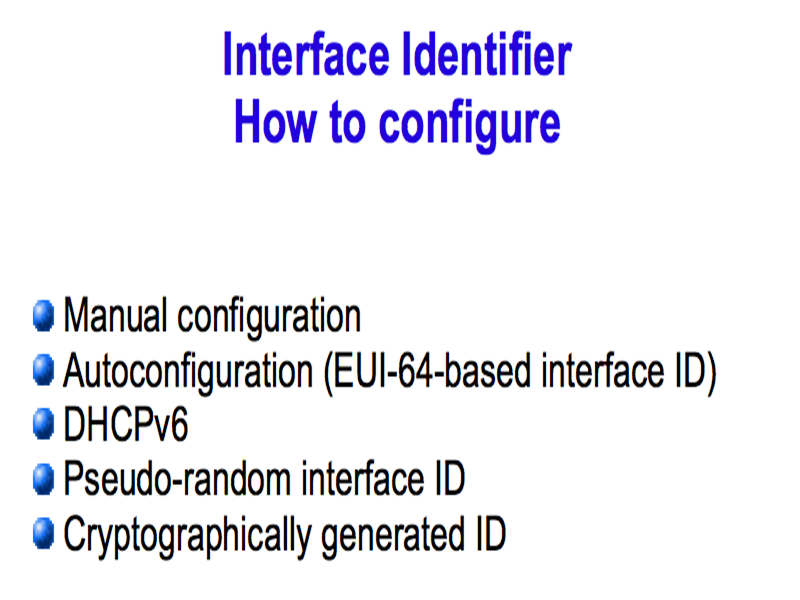 Interface Identifier
How to configure
Manual configuration
Autoconfiguration (EUI-64-based interface ID)
DHCPv6
Pseudo-random interface ID
Cryptographically generated ID